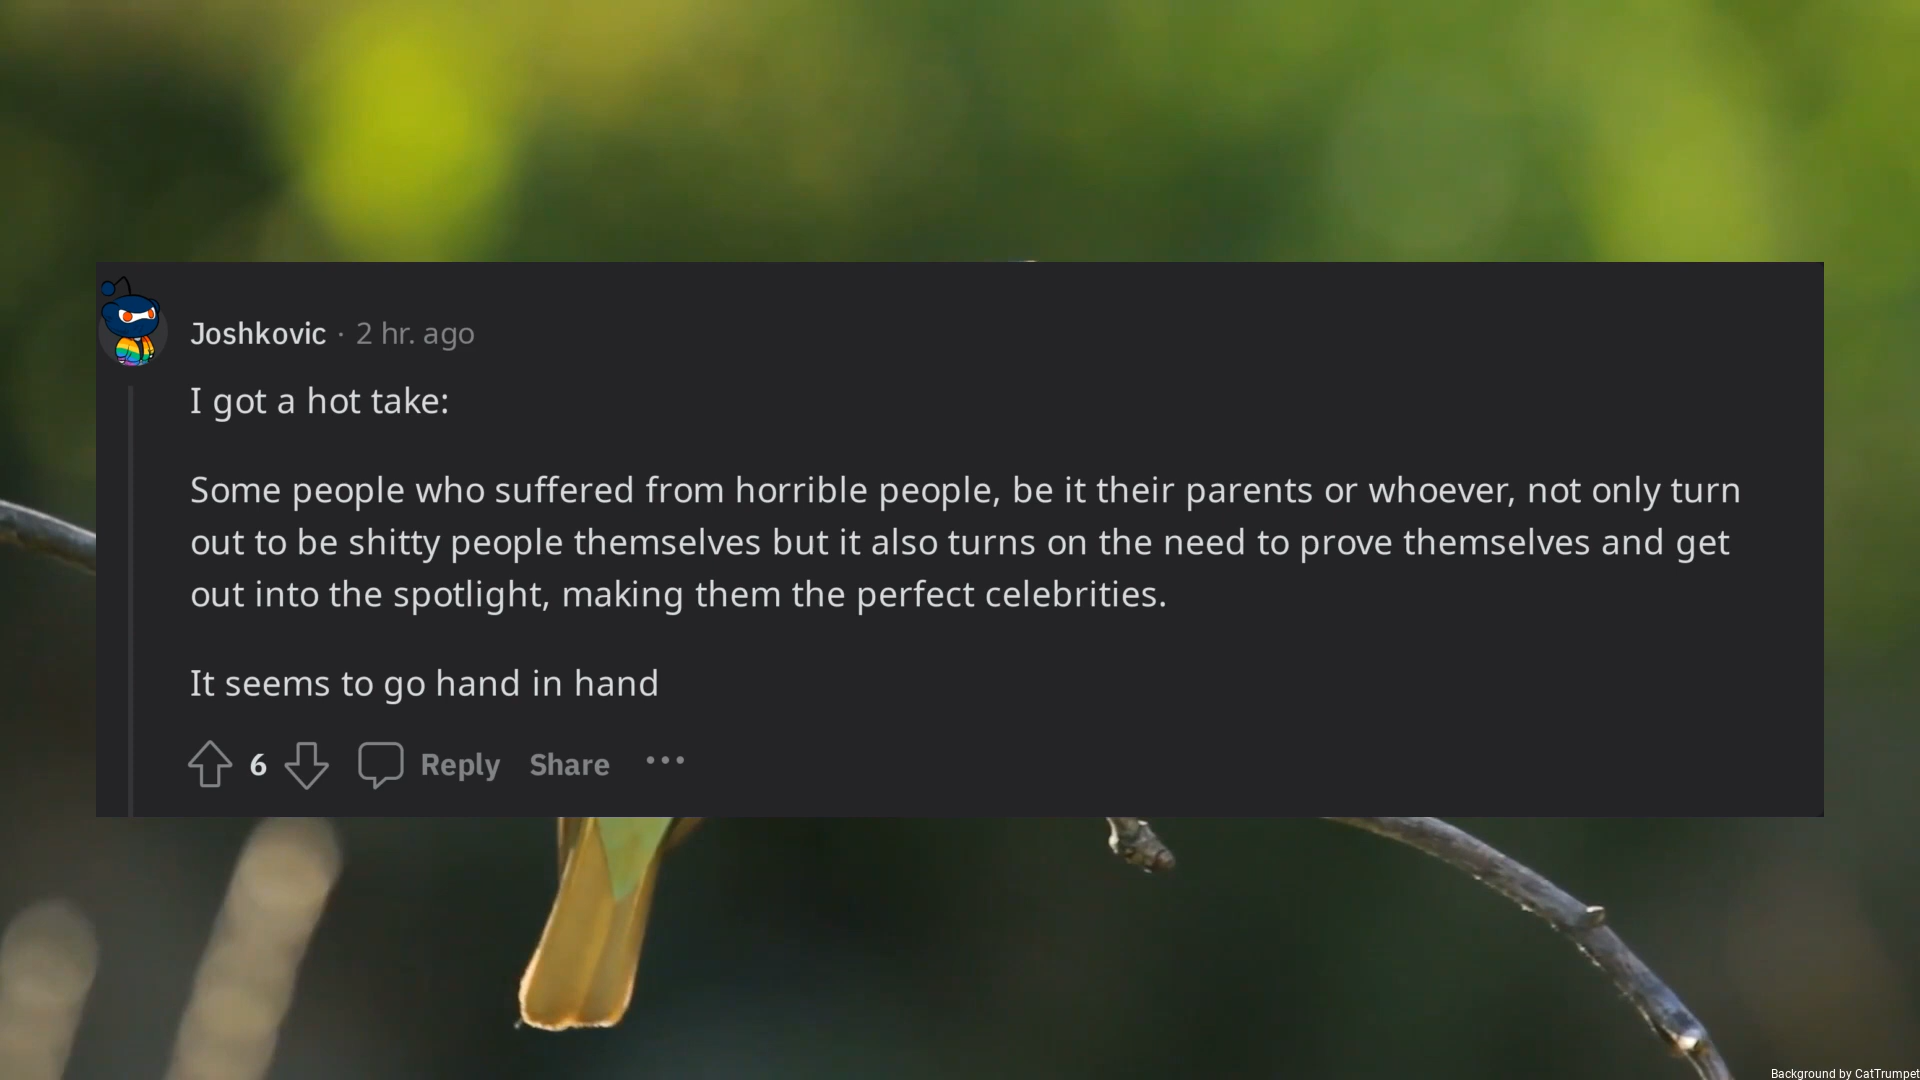 Joshkovic · 2 hr. ago
I got a hot take:
Some people who suffered from horrible people, be it their parents or whoever, not only turn
out to be shitty people themselves but it also turns on the need to prove themselves and get
out into the spotlight, making them the perfect celebrities.
It seems to go hand in hand
6 Reply Share ···
Background by CatTrumpet